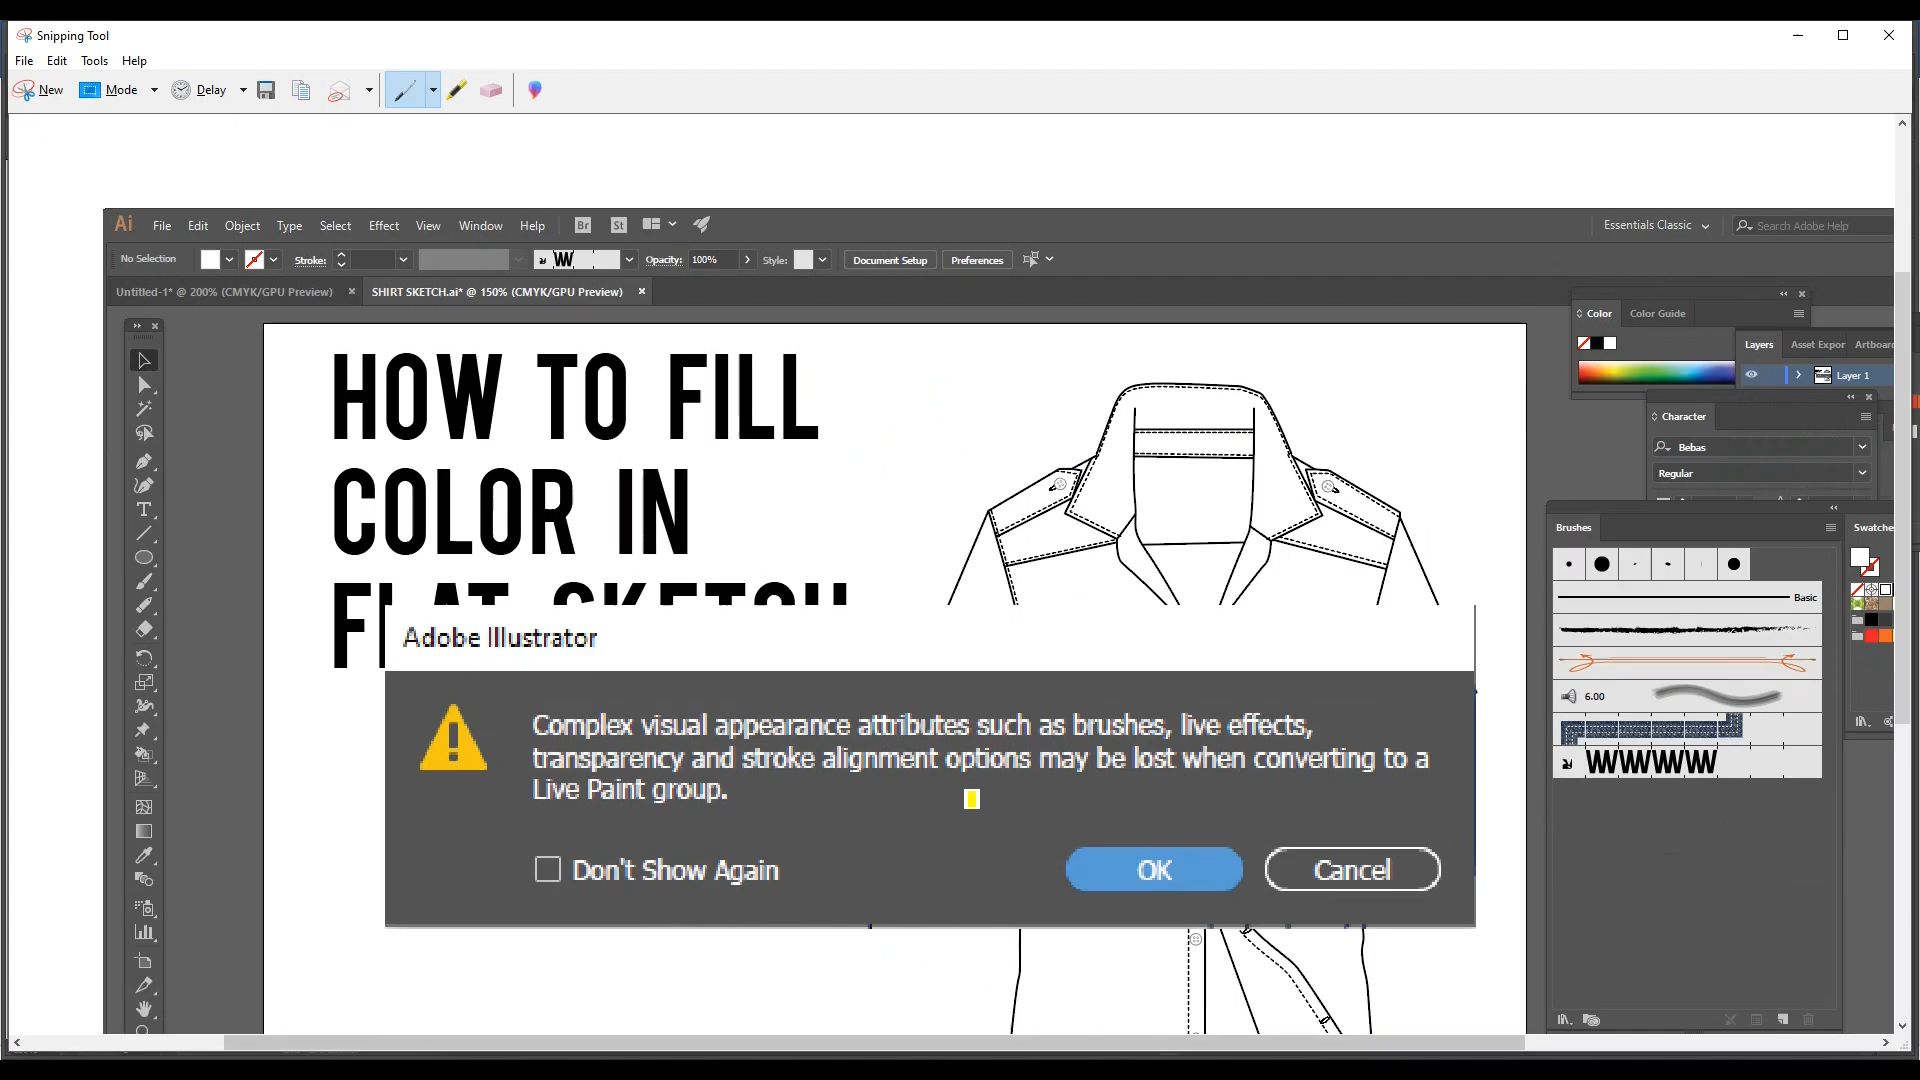 Snipping Tool
File Edit Tools Help
New Mode Delay
Ai File Edit Object Type Select Effect View Window Help Br St Essentials Classic Search Adobe Help
No Selection Stroke: W Opacity: 100% Style: Document Setup Preferences
Untitled-1* @ 200% (CMYK/GPU Preview) SHIRT SKETCH.ai* @ 150% (CMYK/GPU Preview)
Color Color Guide
Layers Asset Expor Artboar
Layer 1
Character
Bebas
Regular
Brushes Swatche
Basic
6.00
WWWW
HOW TO FILL
COLOR IN
FLAT SKETCH
Adobe Illustrator
Complex visual appearance attributes such as brushes, live effects,
transparency and stroke alignment options may be lost when converting to a
Live Paint group.
Don't Show Again OK Cancel